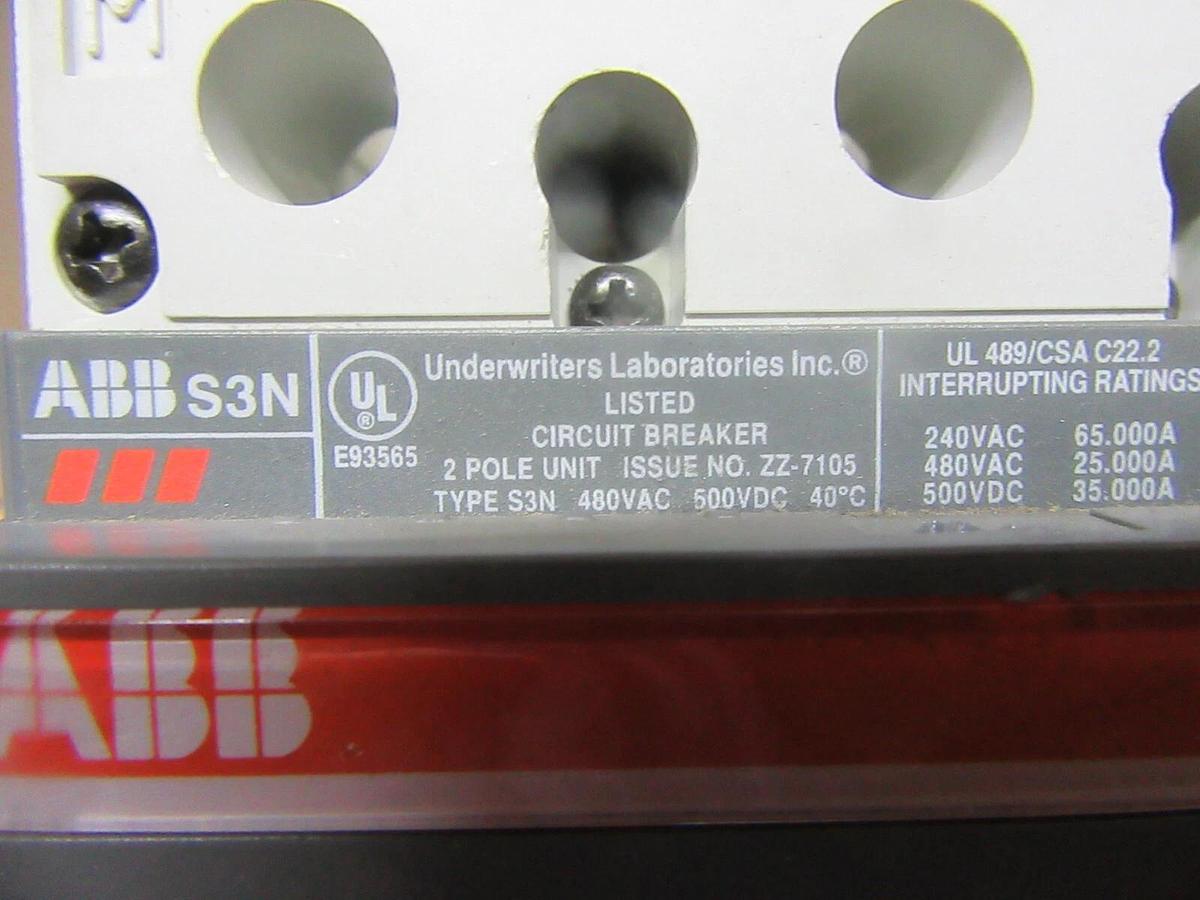 M
ABB S3N
UL
®
E93565
Underwriters Laboratories Inc.®
LISTED
CIRCUIT BREAKER
2 POLE UNIT ISSUE NO. ZZ-7105
TYPE S3N 480VAC 500VDC 40°C
UL 489/CSA C22.2
INTERRUPTING RATINGS
240VAC 65.000A
480VAC 25.000A
500VDC 35.000A
ABB